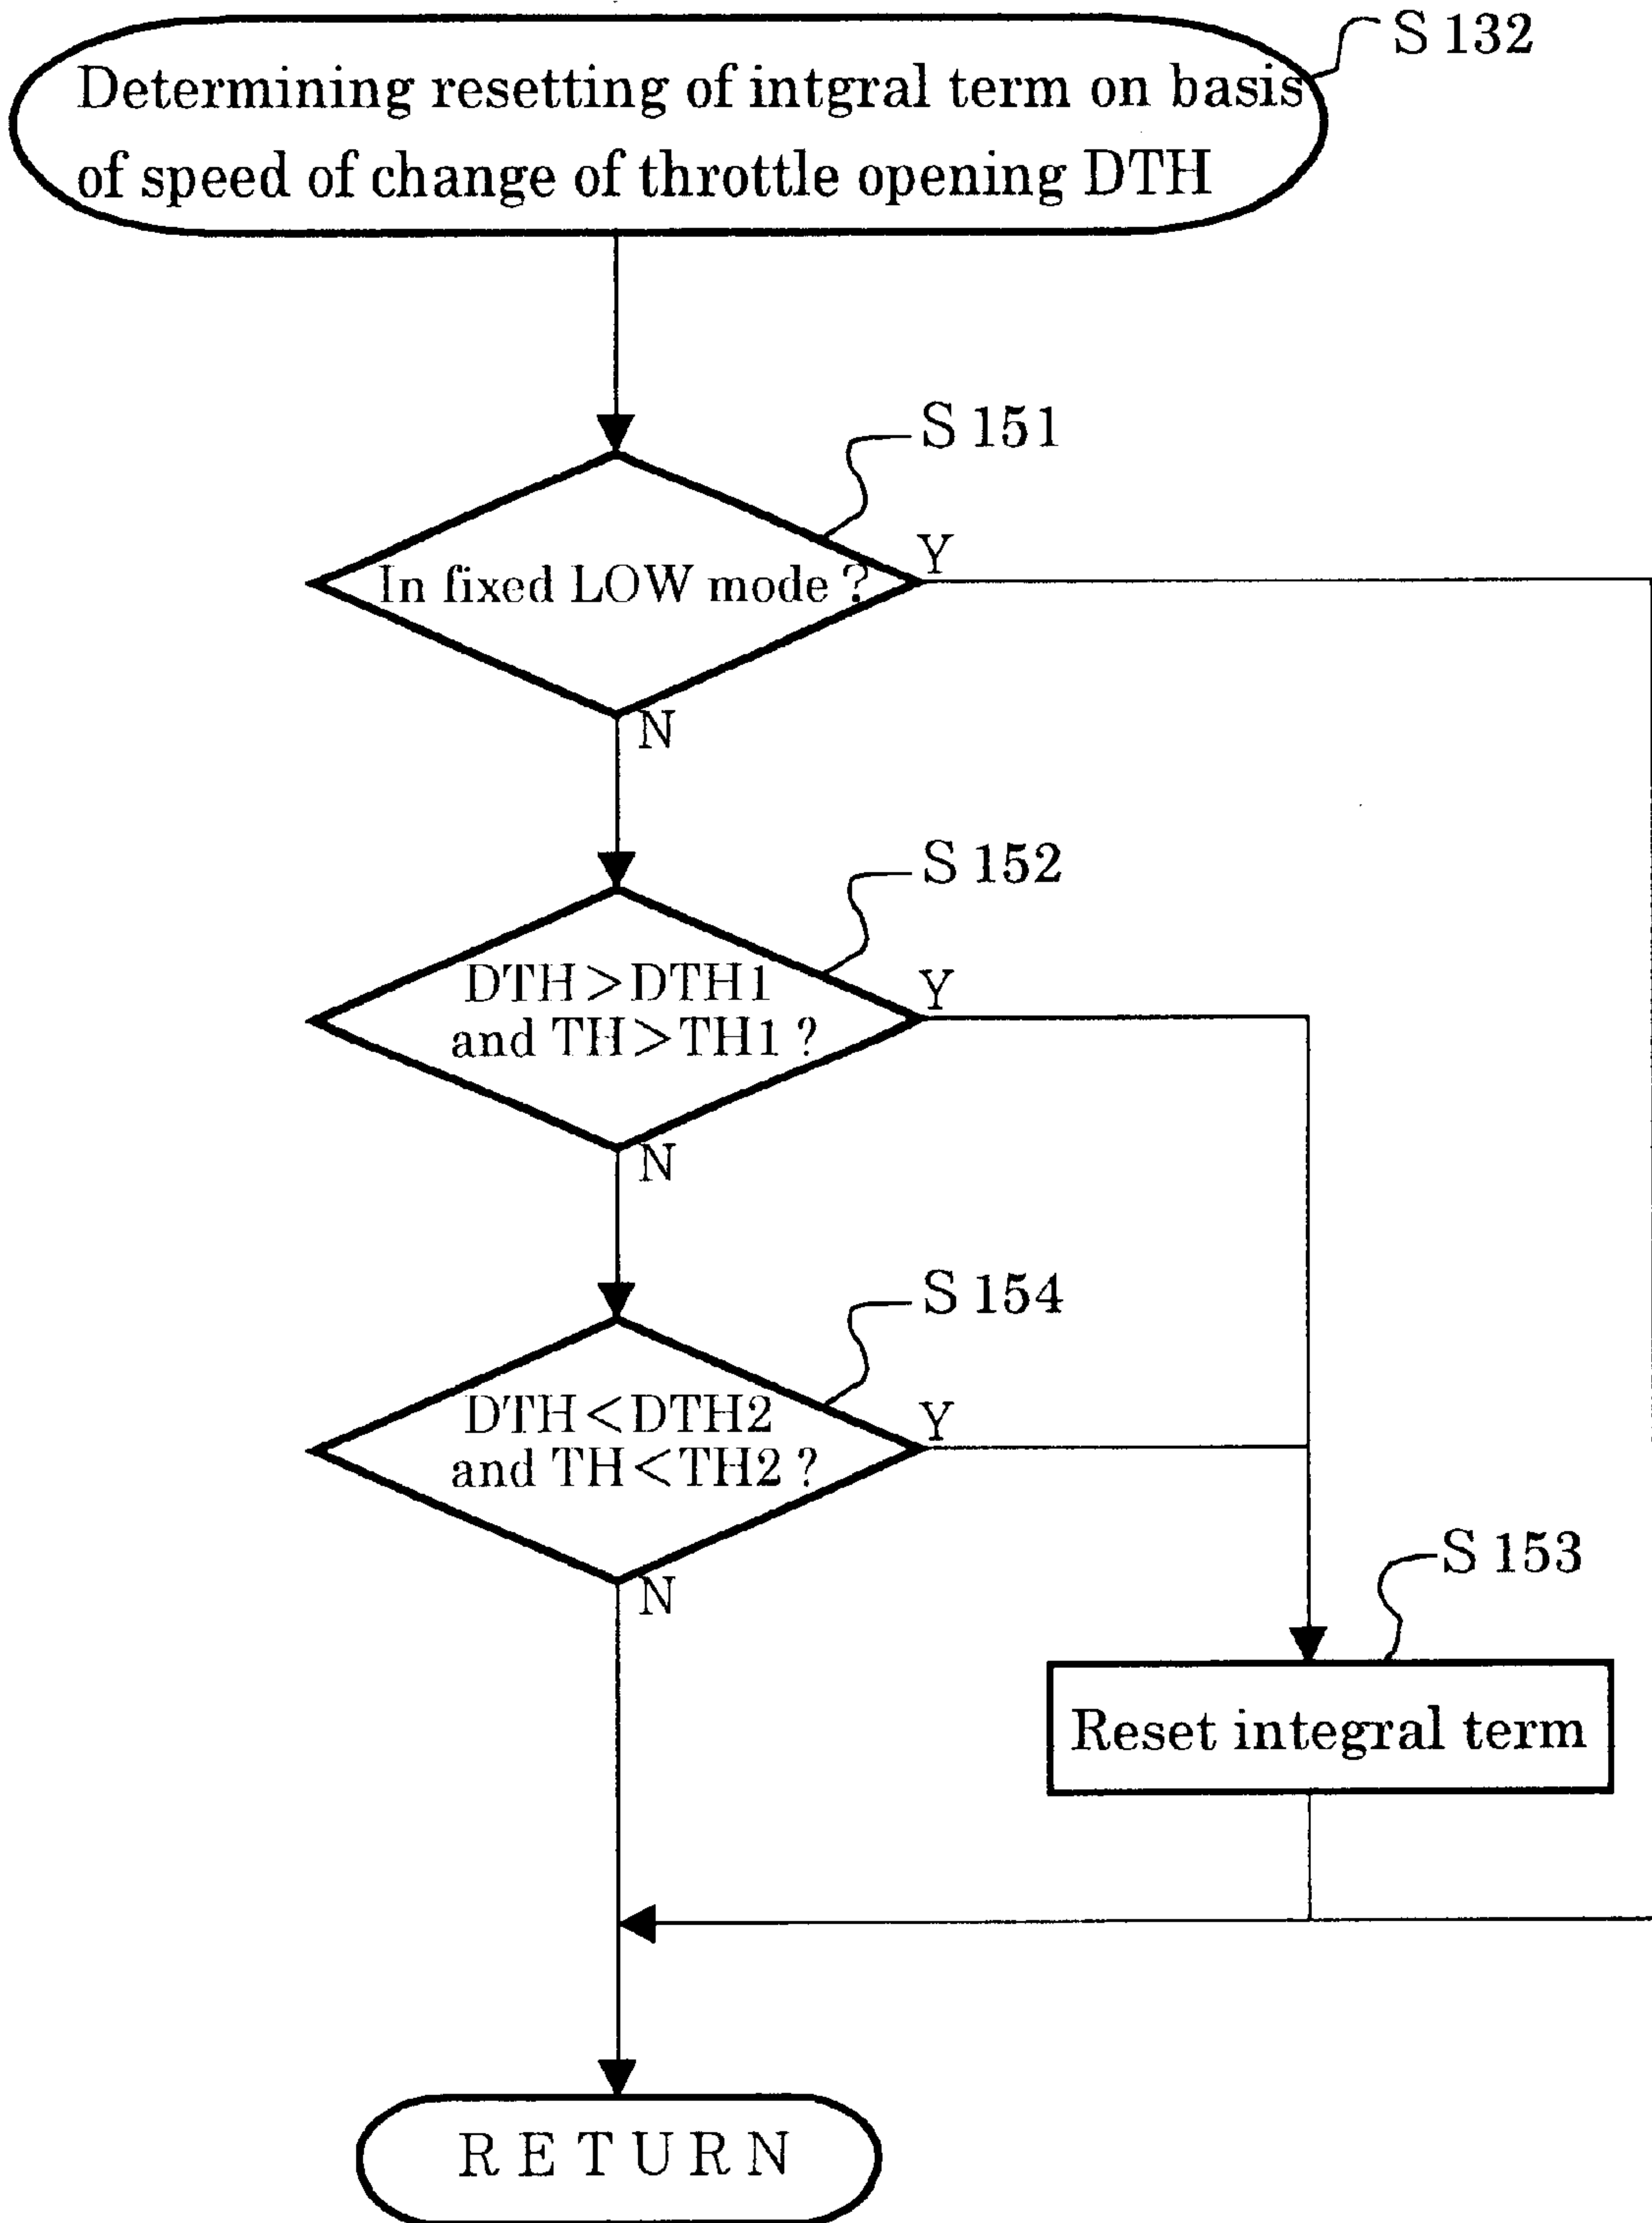 S 132
Determining resetting of intgral term on basis
of speed of change of throttle opening DTH
S 151
In fixed LOW mode ?
Y
N
S 152
DTH > DTH1
and TH > TH1 ?
Y
N
S 154
DTH < DTH2
and TH < TH2 ?
Y
N
S 153
Reset integral term
RETURN